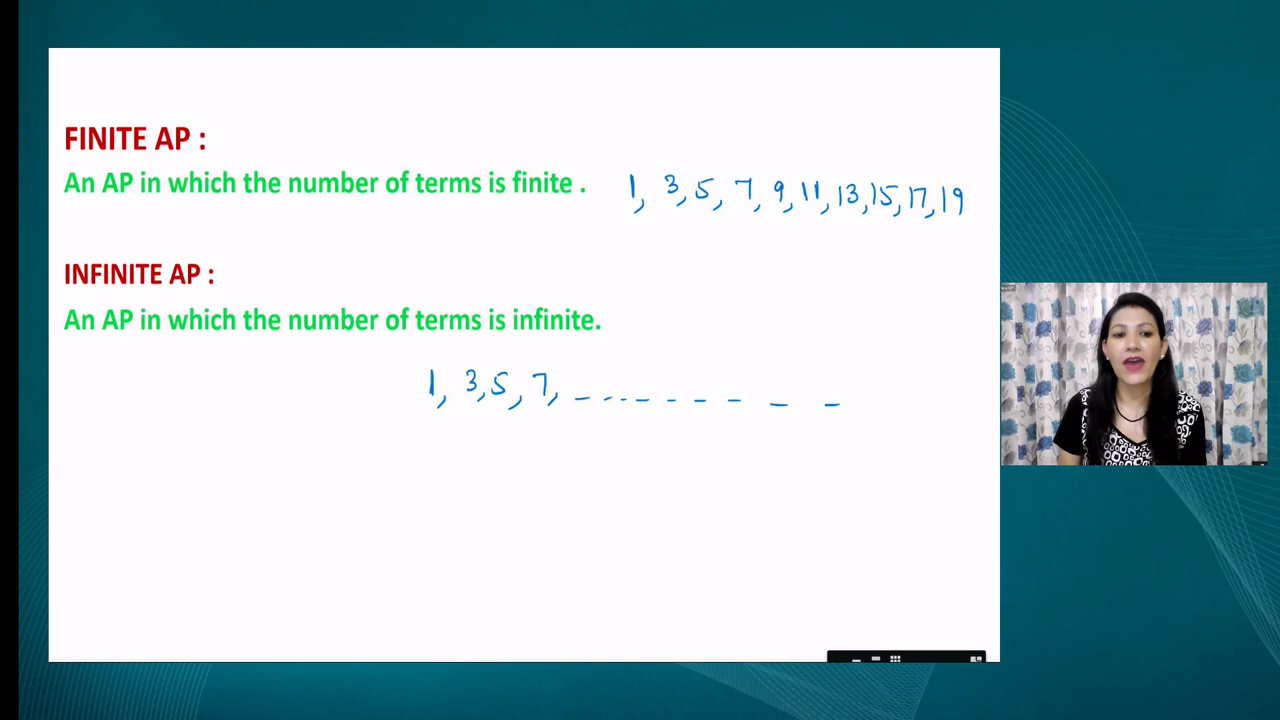 FINITE AP :
An AP in which the number of terms is finite .
1, 3, 5, 7, 9, 11, 13, 15, 17, 19
INFINITE AP :
An AP in which the number of terms is infinite.
1, 3, 5, 7, _ . . . _ _ _ _ _ _